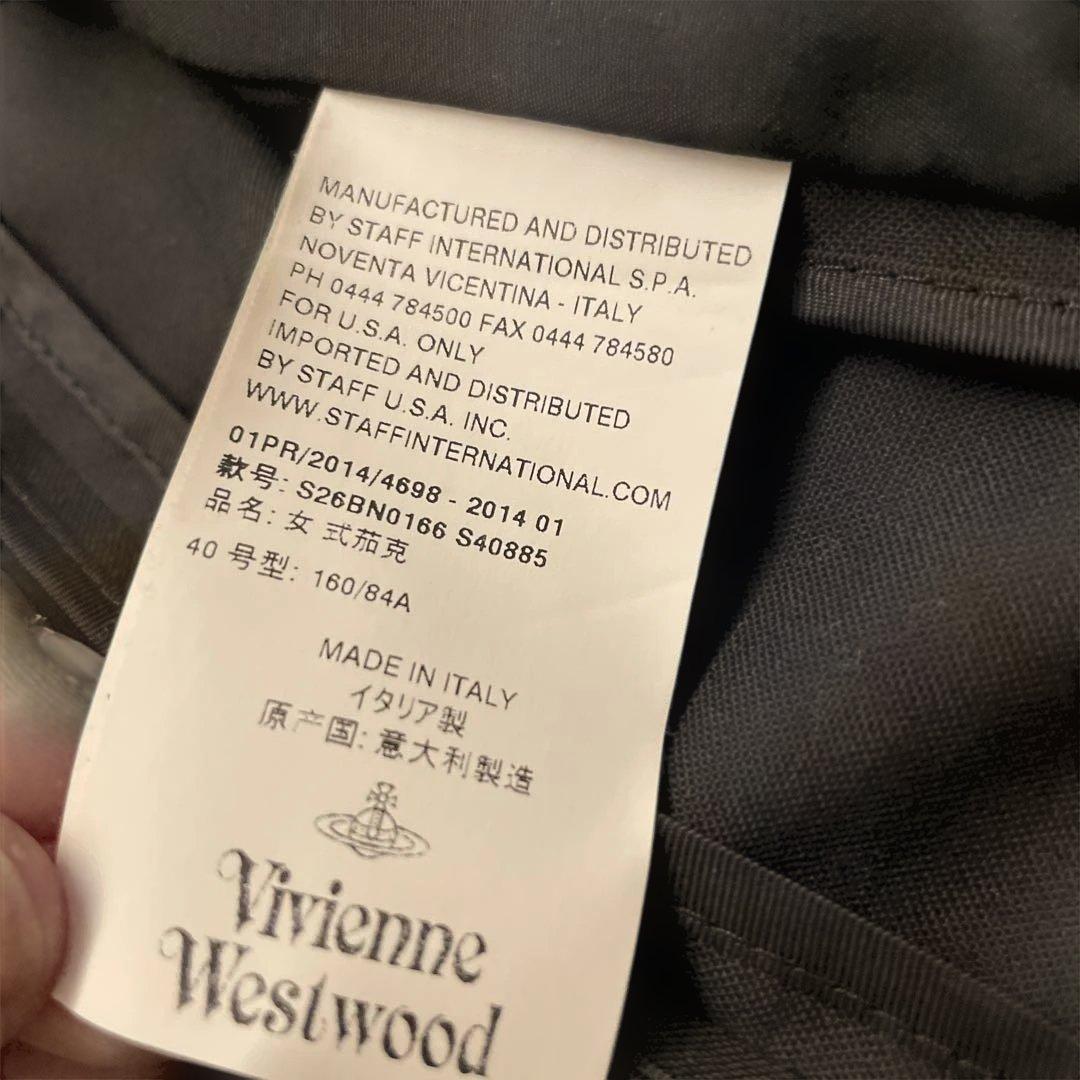 MANUFACTURED AND DISTRIBUTED
BY STAFF INTERNATIONAL S.P.A.
NOVENTA VICENTINA - ITALY
PH 0444 784500 FAX 0444 784580
FOR U.S.A. ONLY
IMPORTED AND DISTRIBUTED
BY STAFF U.S.A. INC.
WWW.STAFFINTERNATIONAL.COM
01PR/2014/4698 - 2014 01
款号: S26BN0166 S40885
品名: 女 式茄克
40 号型: 160/84A
MADE IN ITALY
イタリア製
原产国: 意大利製造
Vivienne
Westwood